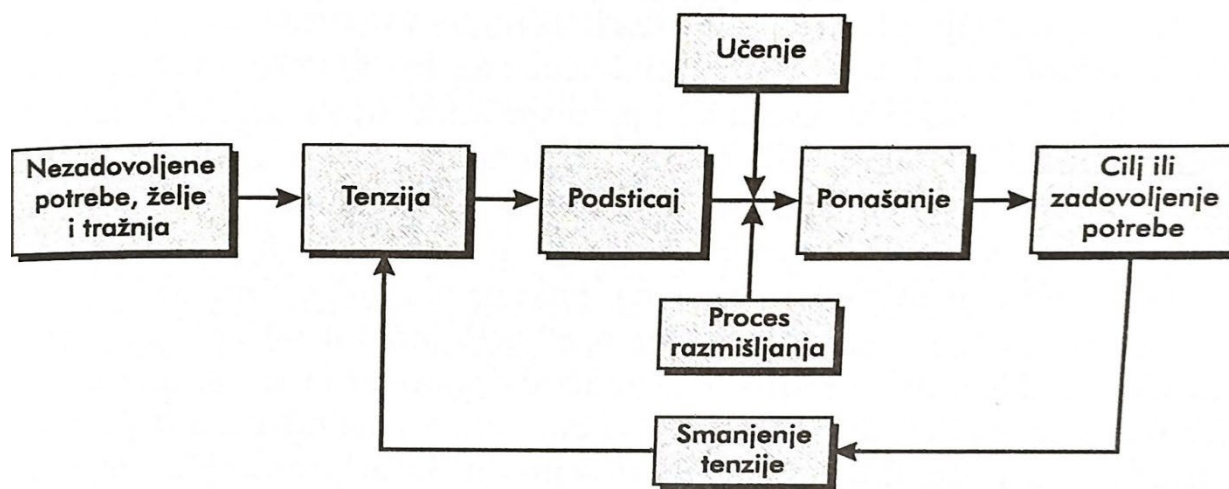 Učenje
Nezadovoljene
potrebe, želje
i tražnja
Tenzija
Podsticaj
Ponašanje
Cilj ili
zadovoljenje
potrebe
Proces
razmišljanja
Smanjenje
tenzije